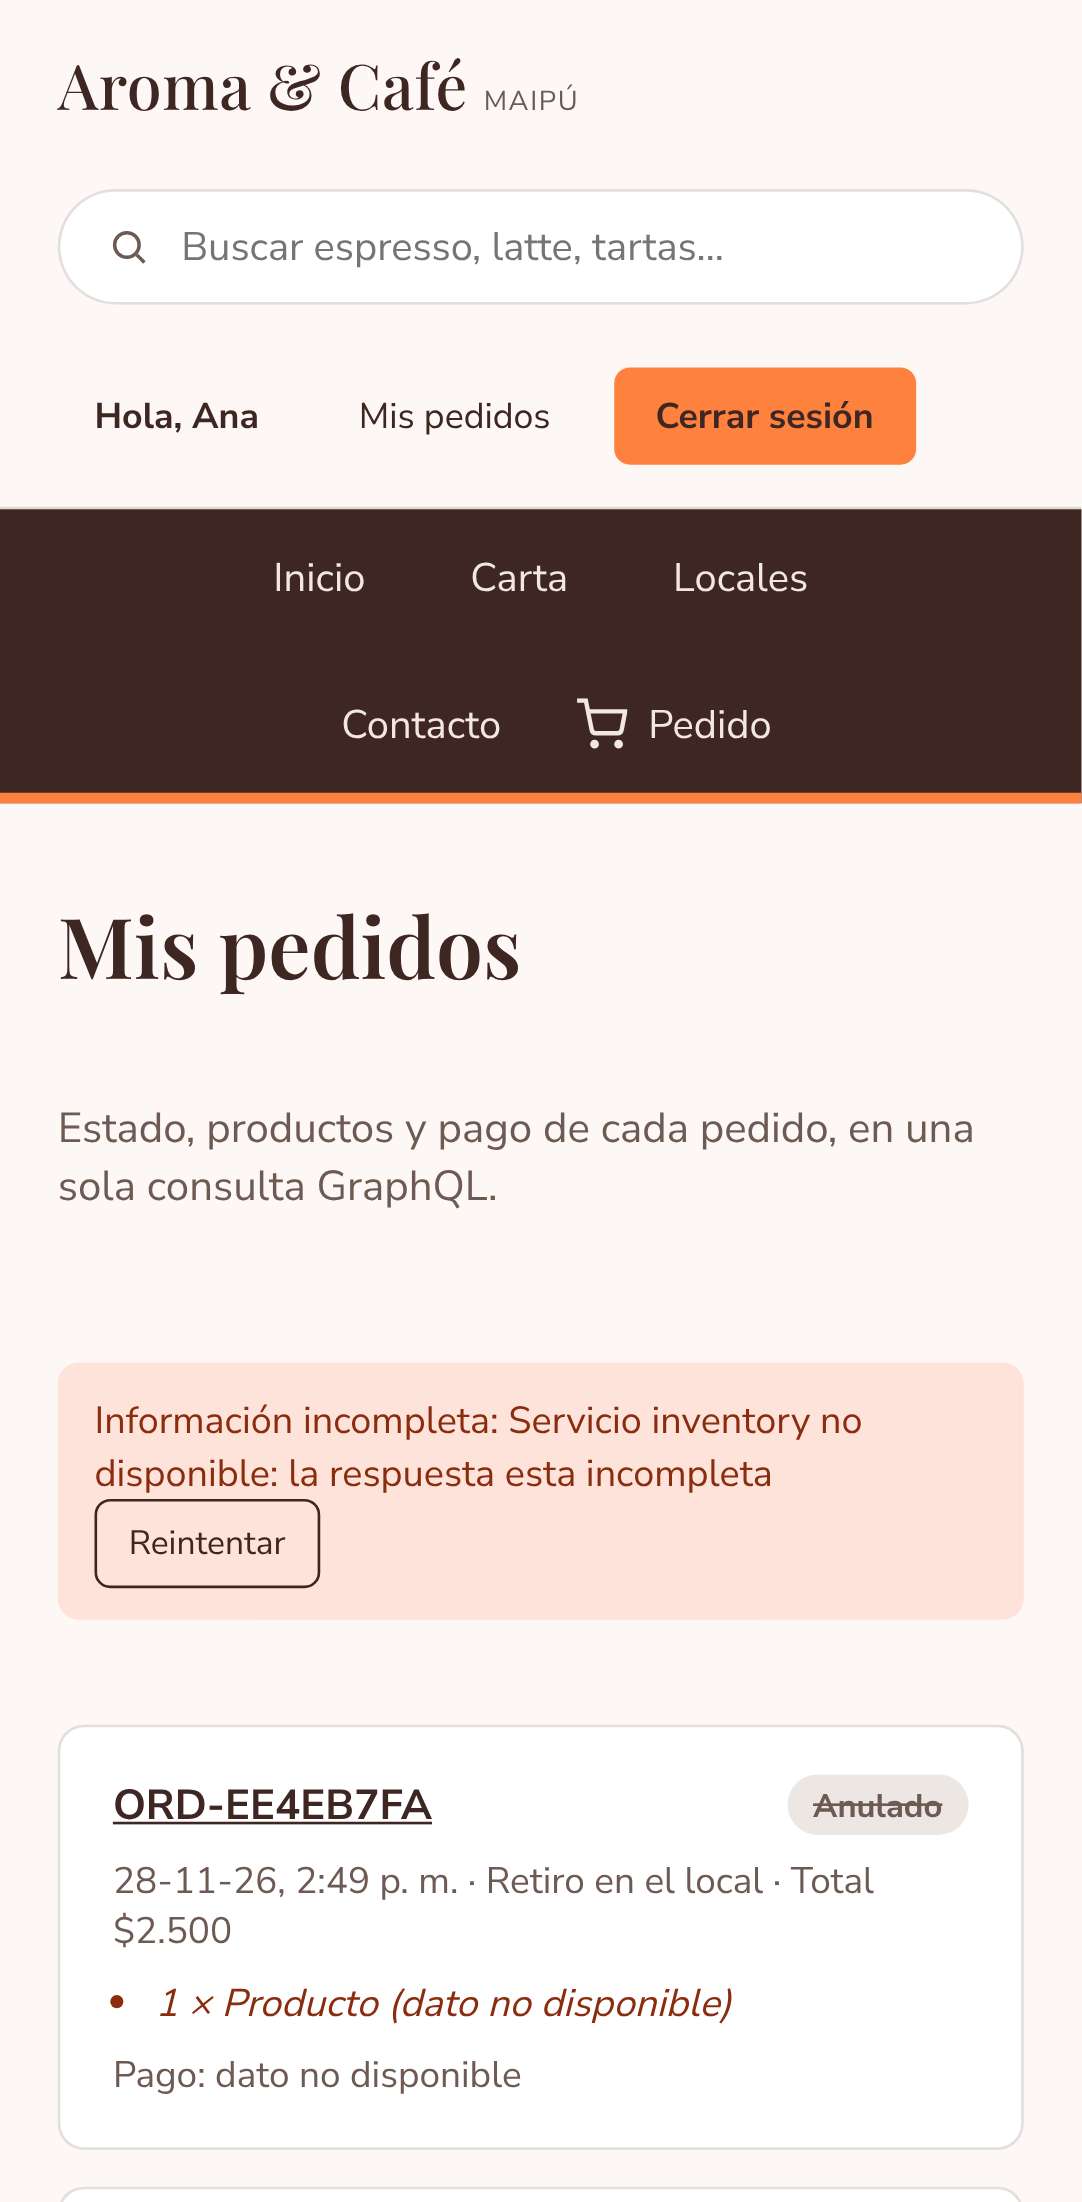 Aroma & Café MAIPÚ
Buscar espresso, latte, tartas...
Hola, Ana Mis pedidos Cerrar sesión
Inicio Carta Locales
Contacto Pedido
Mis pedidos
Estado, productos y pago de cada pedido, en una
sola consulta GraphQL.
Información incompleta: Servicio inventory no
disponible: la respuesta esta incompleta
Reintentar
ORD-EE4EB7FA Anulado
28-11-26, 2:49 p. m. · Retiro en el local · Total
$2.500
• 1 × Producto (dato no disponible)
Pago: dato no disponible